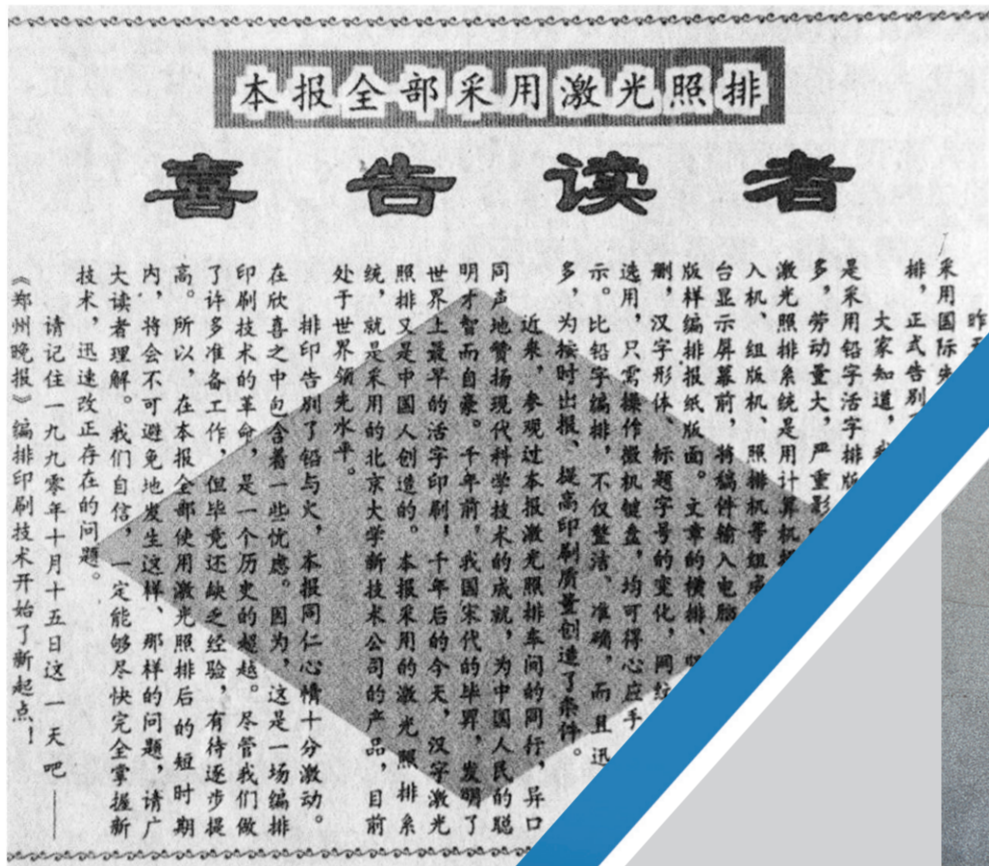 本报全部采用激光照排
喜告读者
昨
采用国际先
排，正式告别
大家知道，
是采用铅字活字排版
多，劳动量大，严重影
激光照排系统是用计算机
入机、组版机、照排机等组成
台显示屏幕前，将稿件输入电脑
版样编排报纸版面。文章的横排、
删，汉字形体、标题字号的变化，网纹
选用，只需操作微机键盘，均可得心应手
示。比铅字编排，不仅整洁、准确，而且迅
多，为按时出报、提高印刷质量创造了条件。
近来，参观过本报激光照排车间的同行，异口
同声地赞扬现代科学技术的成就，为中国人民的聪
明才智而自豪。千年前，我国宋代的毕昇，发明了
世界上最早的活字印刷；千年后的今天，汉字激光
照排又是中国人创造的。本报采用的激光照排系
统，就是采用的北京大学新技术公司的产品，目前
处于世界领先水平。
排印告别了铅与火，本报同仁心情十分激动。
在欣喜之中包含着一些忧虑。因为，这是一场编排
印刷技术的革命，是一个历史的超越。尽管我们做
了许多准备工作，但毕竟还缺乏经验，有待逐步提
高。所以，在本报全部使用激光照排后的短时期
内，将会不可避免地发生这样、那样的问题，请广
大读者理解。我们自信，一定能够尽快完全掌握新
技术，迅速改正存在的问题。
请记住一九九零年十月十五日这一天吧——
《郑州晚报》编排印刷技术开始了新起点！